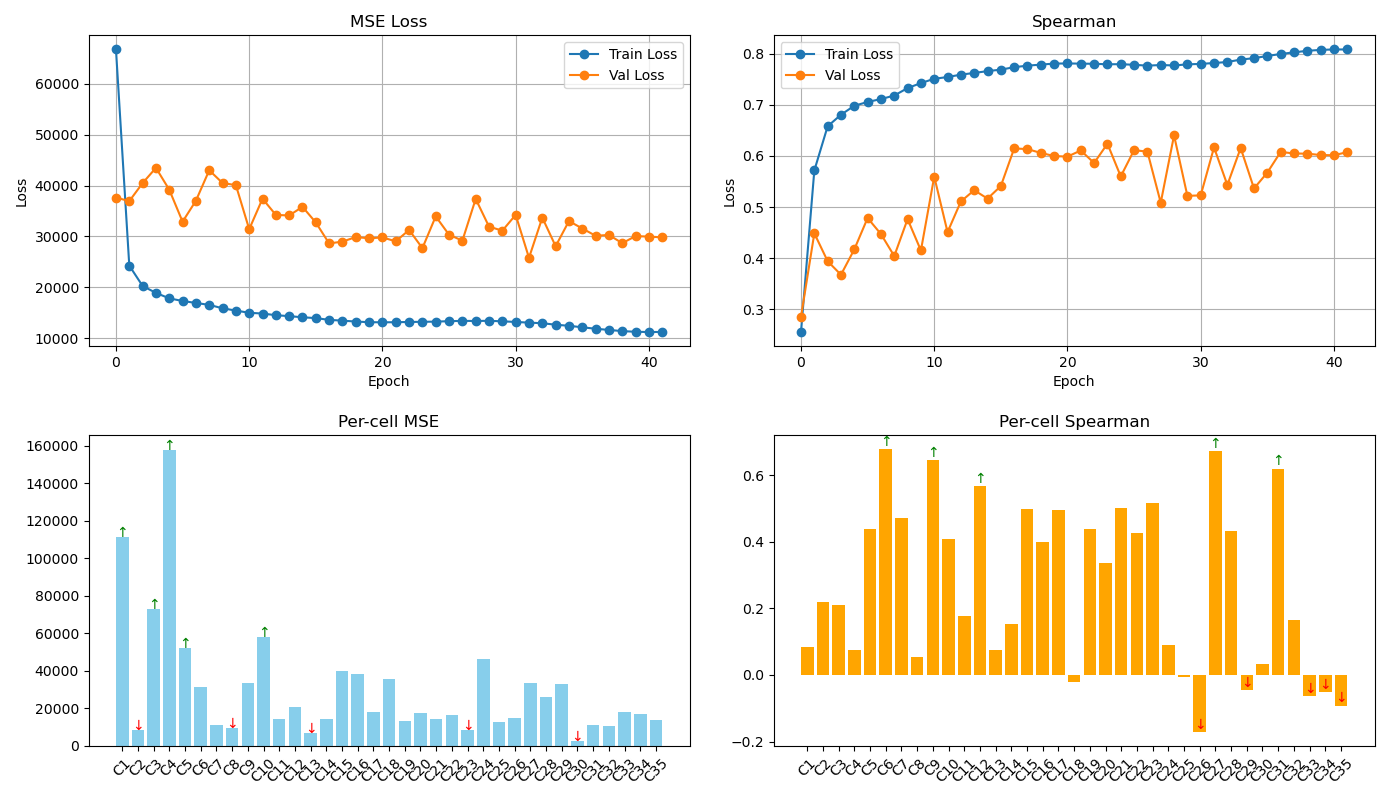 MSE Loss
Train Loss
Val Loss
60000
50000
40000
30000
20000
10000
Loss
0 10 20 30 40
Epoch
Spearman
Train Loss
Val Loss
0.8
0.7
0.6
0.5
0.4
0.3
Loss
0 10 20 30 40
Epoch
Per-cell MSE
160000
140000
120000
100000
80000
60000
40000
20000
0
↑ ↓ ↑ ↑ ↑ ↓ ↑ ↓ ↓ ↓
C1 C2 C3 C4 C5 C6 C7 C8 C9 C10 C11 C12 C13 C14 C15 C16 C17 C18 C19 C20 C21 C22 C23 C24 C25 C26 C27 C28 C29 C30 C31 C32 C33 C34 C35
Per-cell Spearman
0.6
0.4
0.2
0.0
−0.2
↑ ↑ ↑ ↓ ↑ ↓ ↑ ↓ ↓ ↓
C1 C2 C3 C4 C5 C6 C7 C8 C9 C10 C11 C12 C13 C14 C15 C16 C17 C18 C19 C20 C21 C22 C23 C24 C25 C26 C27 C28 C29 C30 C31 C32 C33 C34 C35